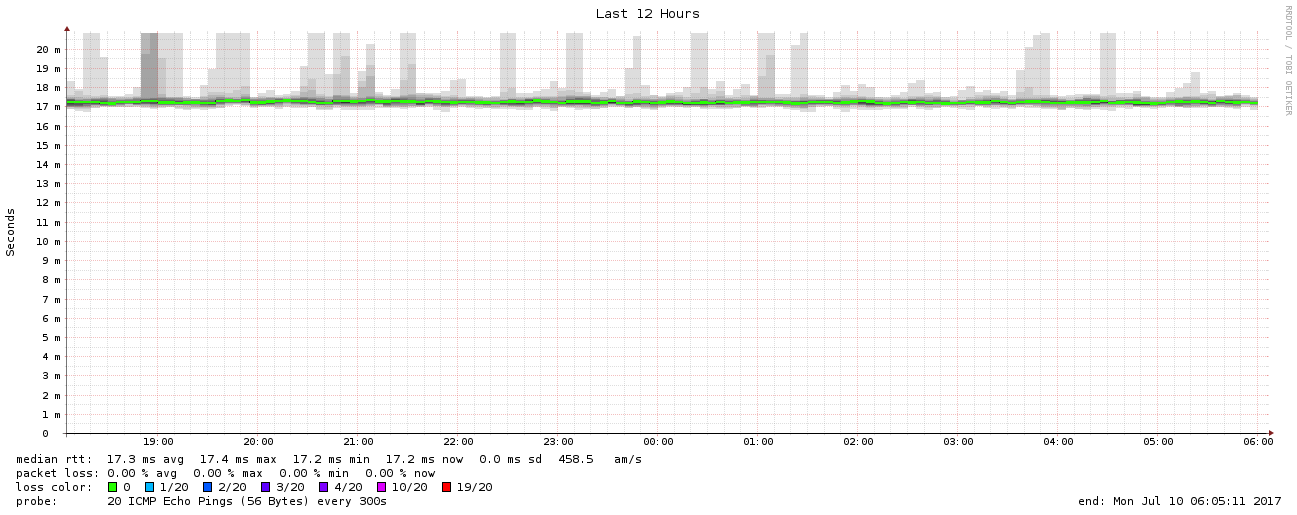 Last 12 Hours
RRDTOOL / TOBI OETIKER
Seconds
20 m
19 m
18 m
17 m
16 m
15 m
14 m
13 m
12 m
11 m
10 m
9 m
8 m
7 m
6 m
5 m
4 m
3 m
2 m
1 m
0
19:00 20:00 21:00 22:00 23:00 00:00 01:00 02:00 03:00 04:00 05:00 06:00
median rtt: 17.3 ms avg 17.4 ms max 17.2 ms min 17.2 ms now 0.0 ms sd 458.5 am/s
packet loss: 0.00 % avg 0.00 % max 0.00 % min 0.00 % now
loss color: 0 1/20 2/20 3/20 4/20 10/20 19/20
probe: 20 ICMP Echo Pings (56 Bytes) every 300s end: Mon Jul 10 06:05:11 2017